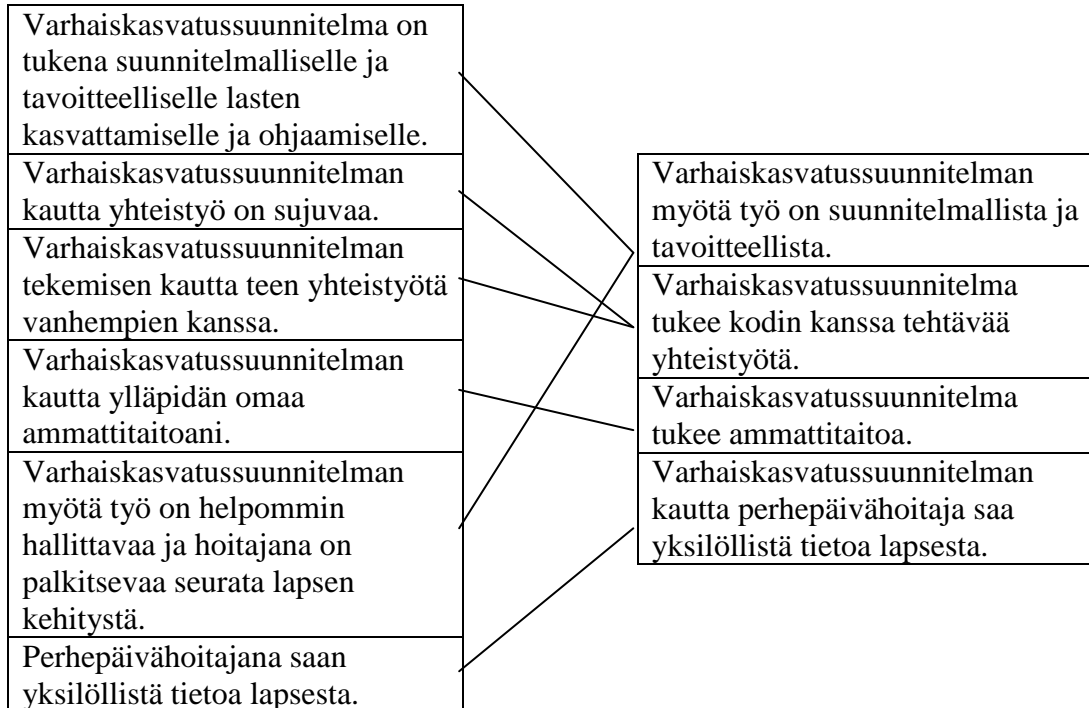 Varhaiskasvatussuunnitelma on
tukena suunnitelmalliselle ja
tavoitteelliselle lasten
kasvattamiselle ja ohjaamiselle.
Varhaiskasvatussuunnitelman
kautta yhteistyö on sujuvaa.
Varhaiskasvatussuunnitelman
tekemisen kautta teen yhteistyötä
vanhempien kanssa.
Varhaiskasvatussuunnitelman
kautta ylläpidän omaa
ammattitaitoani.
Varhaiskasvatussuunnitelman
myötä työ on helpommin
hallittavaa ja hoitajana on
palkitsevaa seurata lapsen
kehitystä.
Perhepäivähoitajana saan
yksilöllistä tietoa lapsesta.
Varhaiskasvatussuunnitelman
myötä työ on suunnitelmallista ja
tavoitteellista.
Varhaiskasvatussuunnitelma
tukee kodin kanssa tehtävää
yhteistyötä.
Varhaiskasvatussuunnitelma
tukee ammattitaitoa.
Varhaiskasvatussuunnitelman
kautta perhepäivähoitaja saa
yksilöllistä tietoa lapsesta.